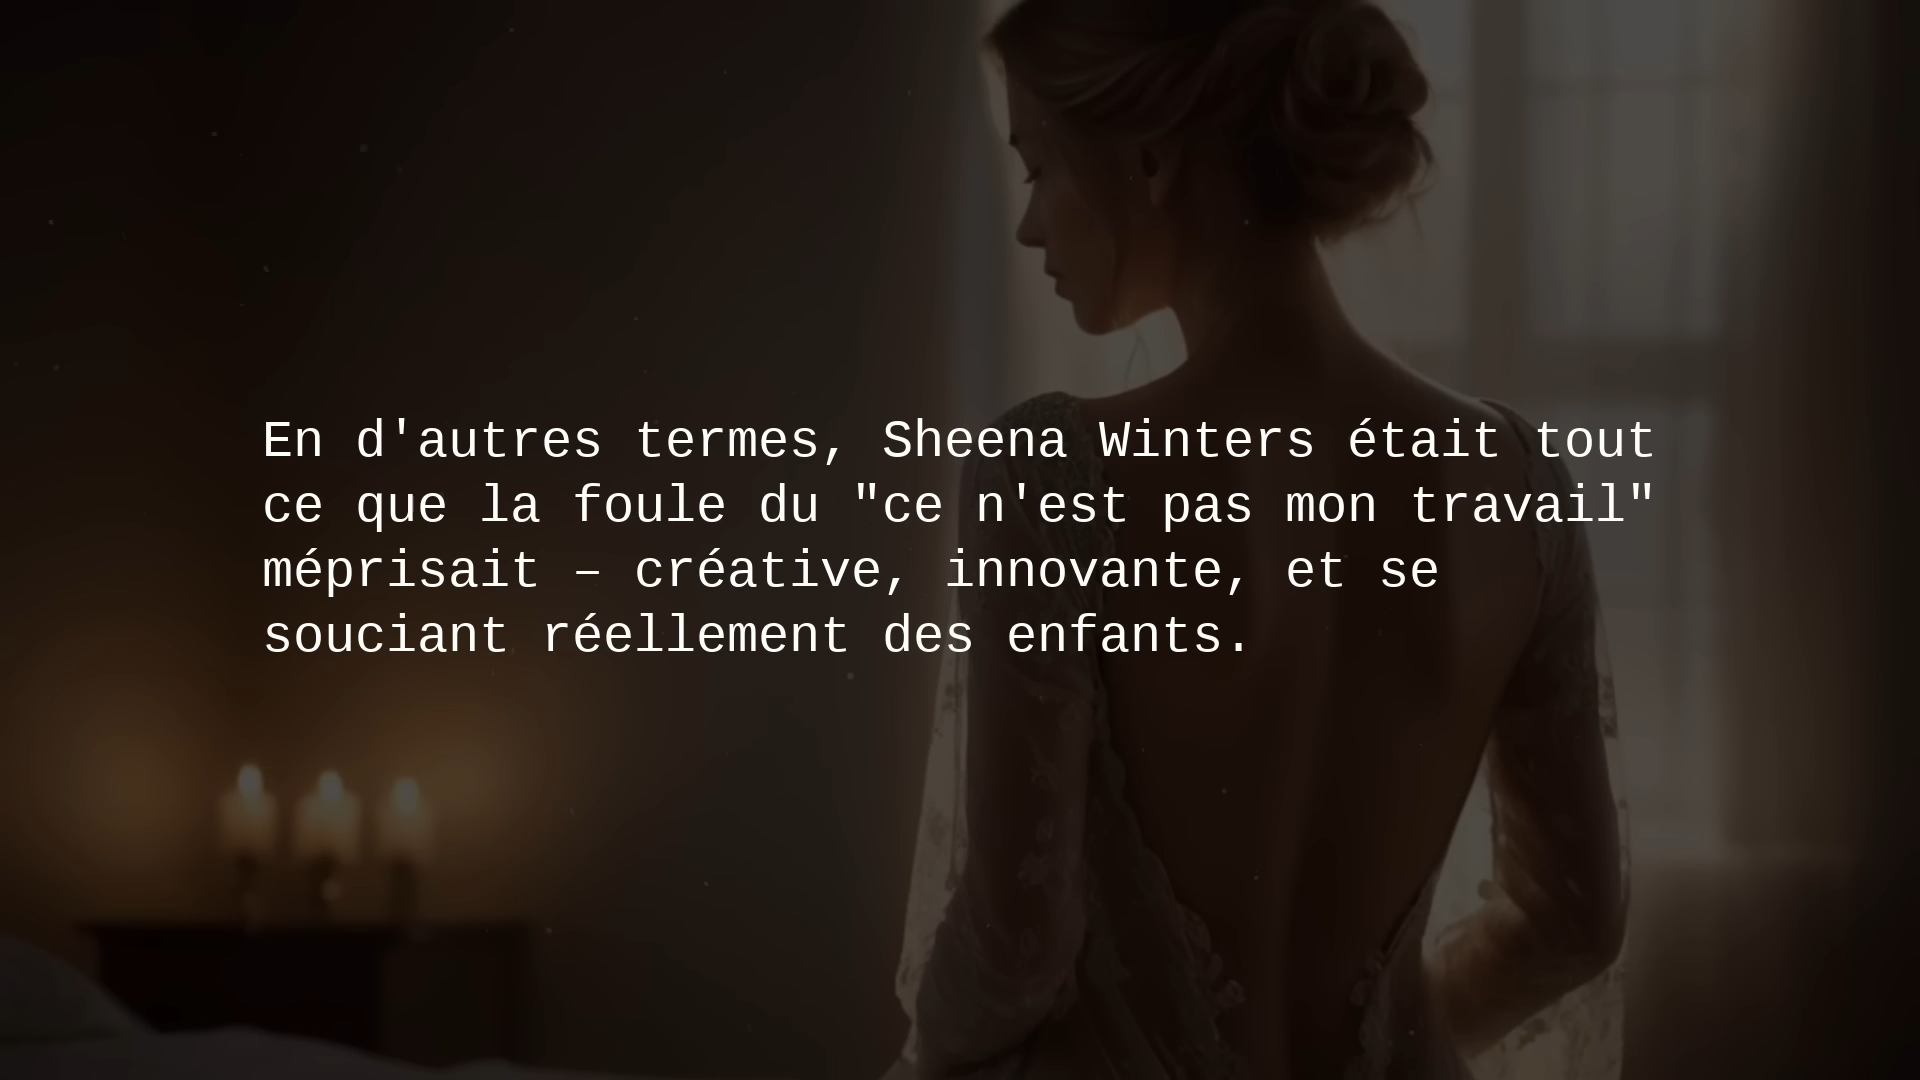 En d'autres termes, Sheena Winters était tout
ce que la foule du "ce n'est pas mon travail"
méprisait – créative, innovante, et se
souciant réellement des enfants.